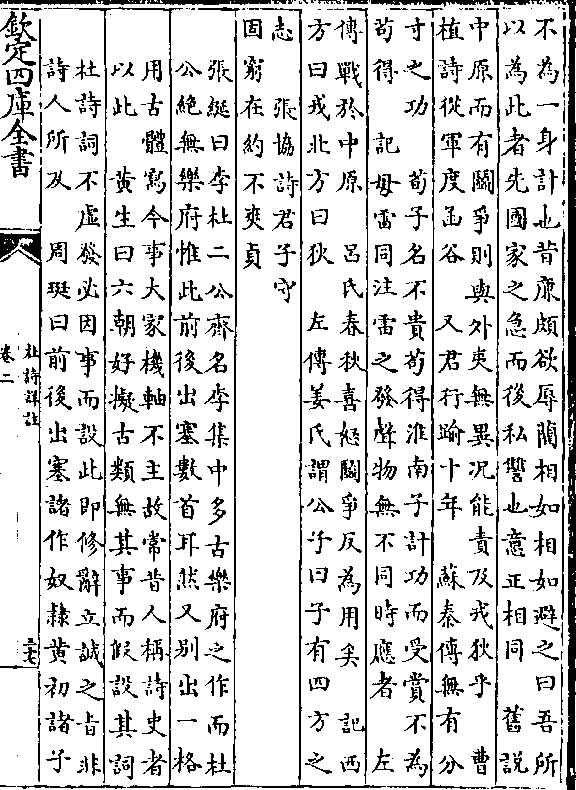 不為一身計也昔廉頗欲辱藺相如相如避之曰吾所
以為此者先國家之急而後私讐也意正相同　舊説
中原而有鬭爭則與外夷無異况能責及戎狄乎　曹
植詩從軍度函谷　又君行踰十年　蘇秦傳無有分
寸之功　荀子名不貴苟得淮南子計功而受賞不為
苟得　記毋雷同注雷之發聲物無不同時應者　左
傳戰於中原　呂氏春秋喜怒鬭爭反為用矣　記西
方曰戎北方曰狄　左傳姜氏謂公子曰子有四方之
志　張協詩君子守
固窮在約不爽貞
張綖曰李杜二公齊名李集中多古樂府之作而杜
公絶無樂府惟此前後出塞數首耳然又別出一格
用古體寫今事大家機軸不主故常昔人稱詩史者
以此　黄生曰六朝好擬古類無其事而假設其詞
杜詩詞不虛發必因事而設此即修辭立誠之㫖非
詩人所及　周珽曰前後出塞諸作奴隸黄初諸子
欽定四庫全書
杜詩詳註
卷二
三七